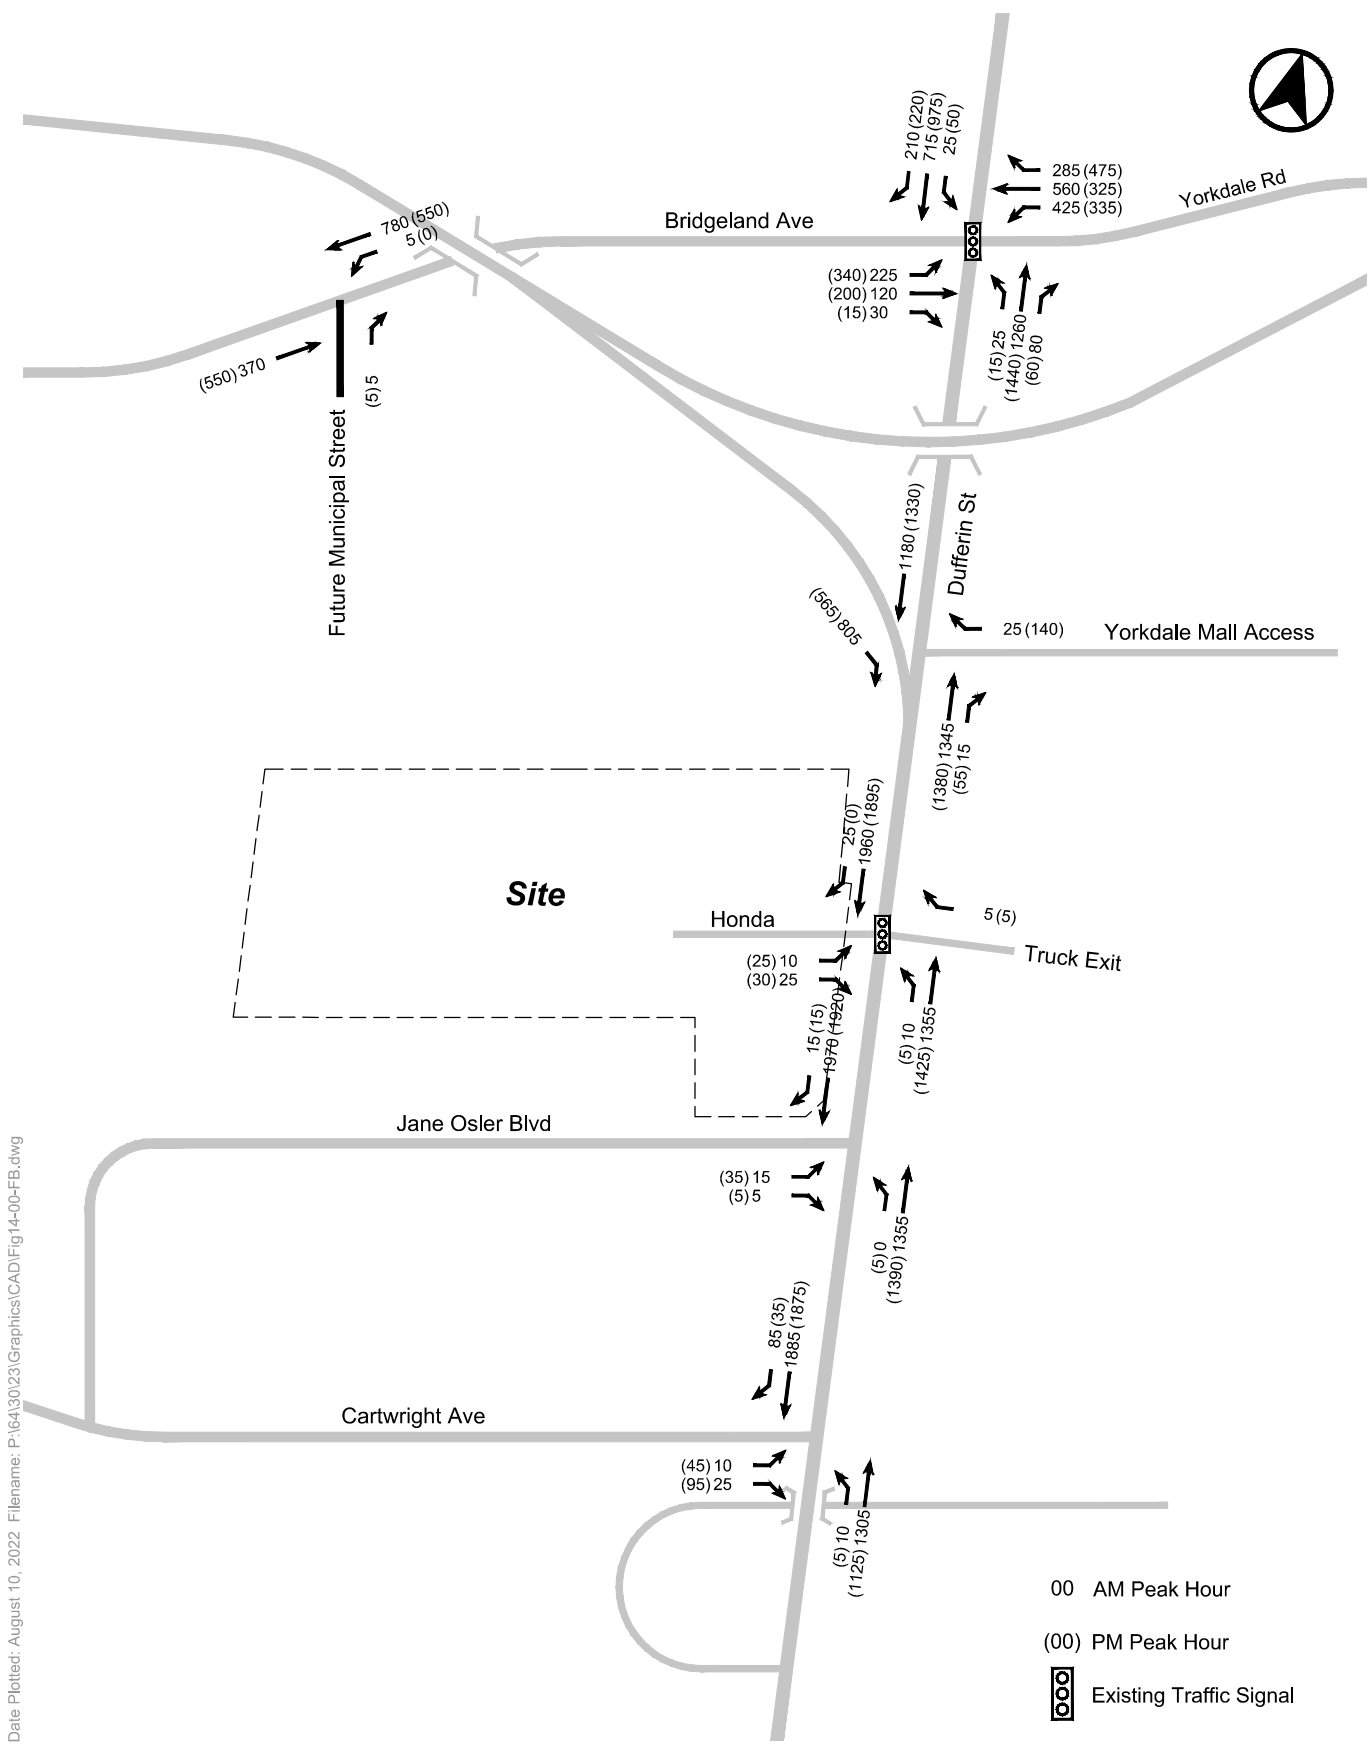 210 (220)
715 (975)
25 (50)
285 (475)
560 (325)
425 (335)
Yorkdale Rd
780 (550)
5 (0)
Bridgeland Ave
(340) 225
(200) 120
(15) 30
(15) 25
(1440) 1260
(60) 80
(550) 370
(5) 5
Future Municipal Street
1180 (1330)
Dufferin St
(565) 805
25 (140)
Yorkdale Mall Access
(1380) 1345
(55) 15
25 (0)
1960 (1895)
Site
Honda
5 (5)
Truck Exit
(25) 10
(30) 25
15 (15)
1970 (1920)
(5) 10
(1425) 1355
Jane Osler Blvd
(35) 15
(5) 5
(5) 0
(1390) 1355
85 (35)
1885 (1875)
Cartwright Ave
(45) 10
(95) 25
(5) 10
(1125) 1305
00 AM Peak Hour
(00) PM Peak Hour
Existing Traffic Signal
Date Plotted: August 10, 2022 Filename: P:\64\30\23\Graphics\CAD\Fig14-00-FB.dwg